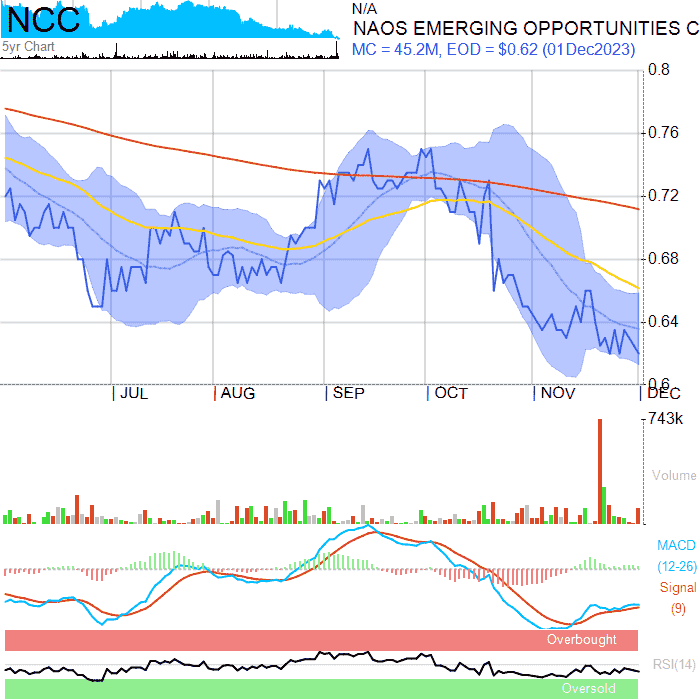 NCC
5yr Chart
N/A
NAOS EMERGING OPPORTUNITIES C
MC = 45.2M, EOD = $0.62 (01Dec2023)
0.8
0.76
0.72
0.68
0.64
0.6
JUL
AUG
SEP
OCT
NOV
DEC
743k
Volume
MACD
(12-26)
Signal
(9)
Overbought
RSI(14)
Oversold